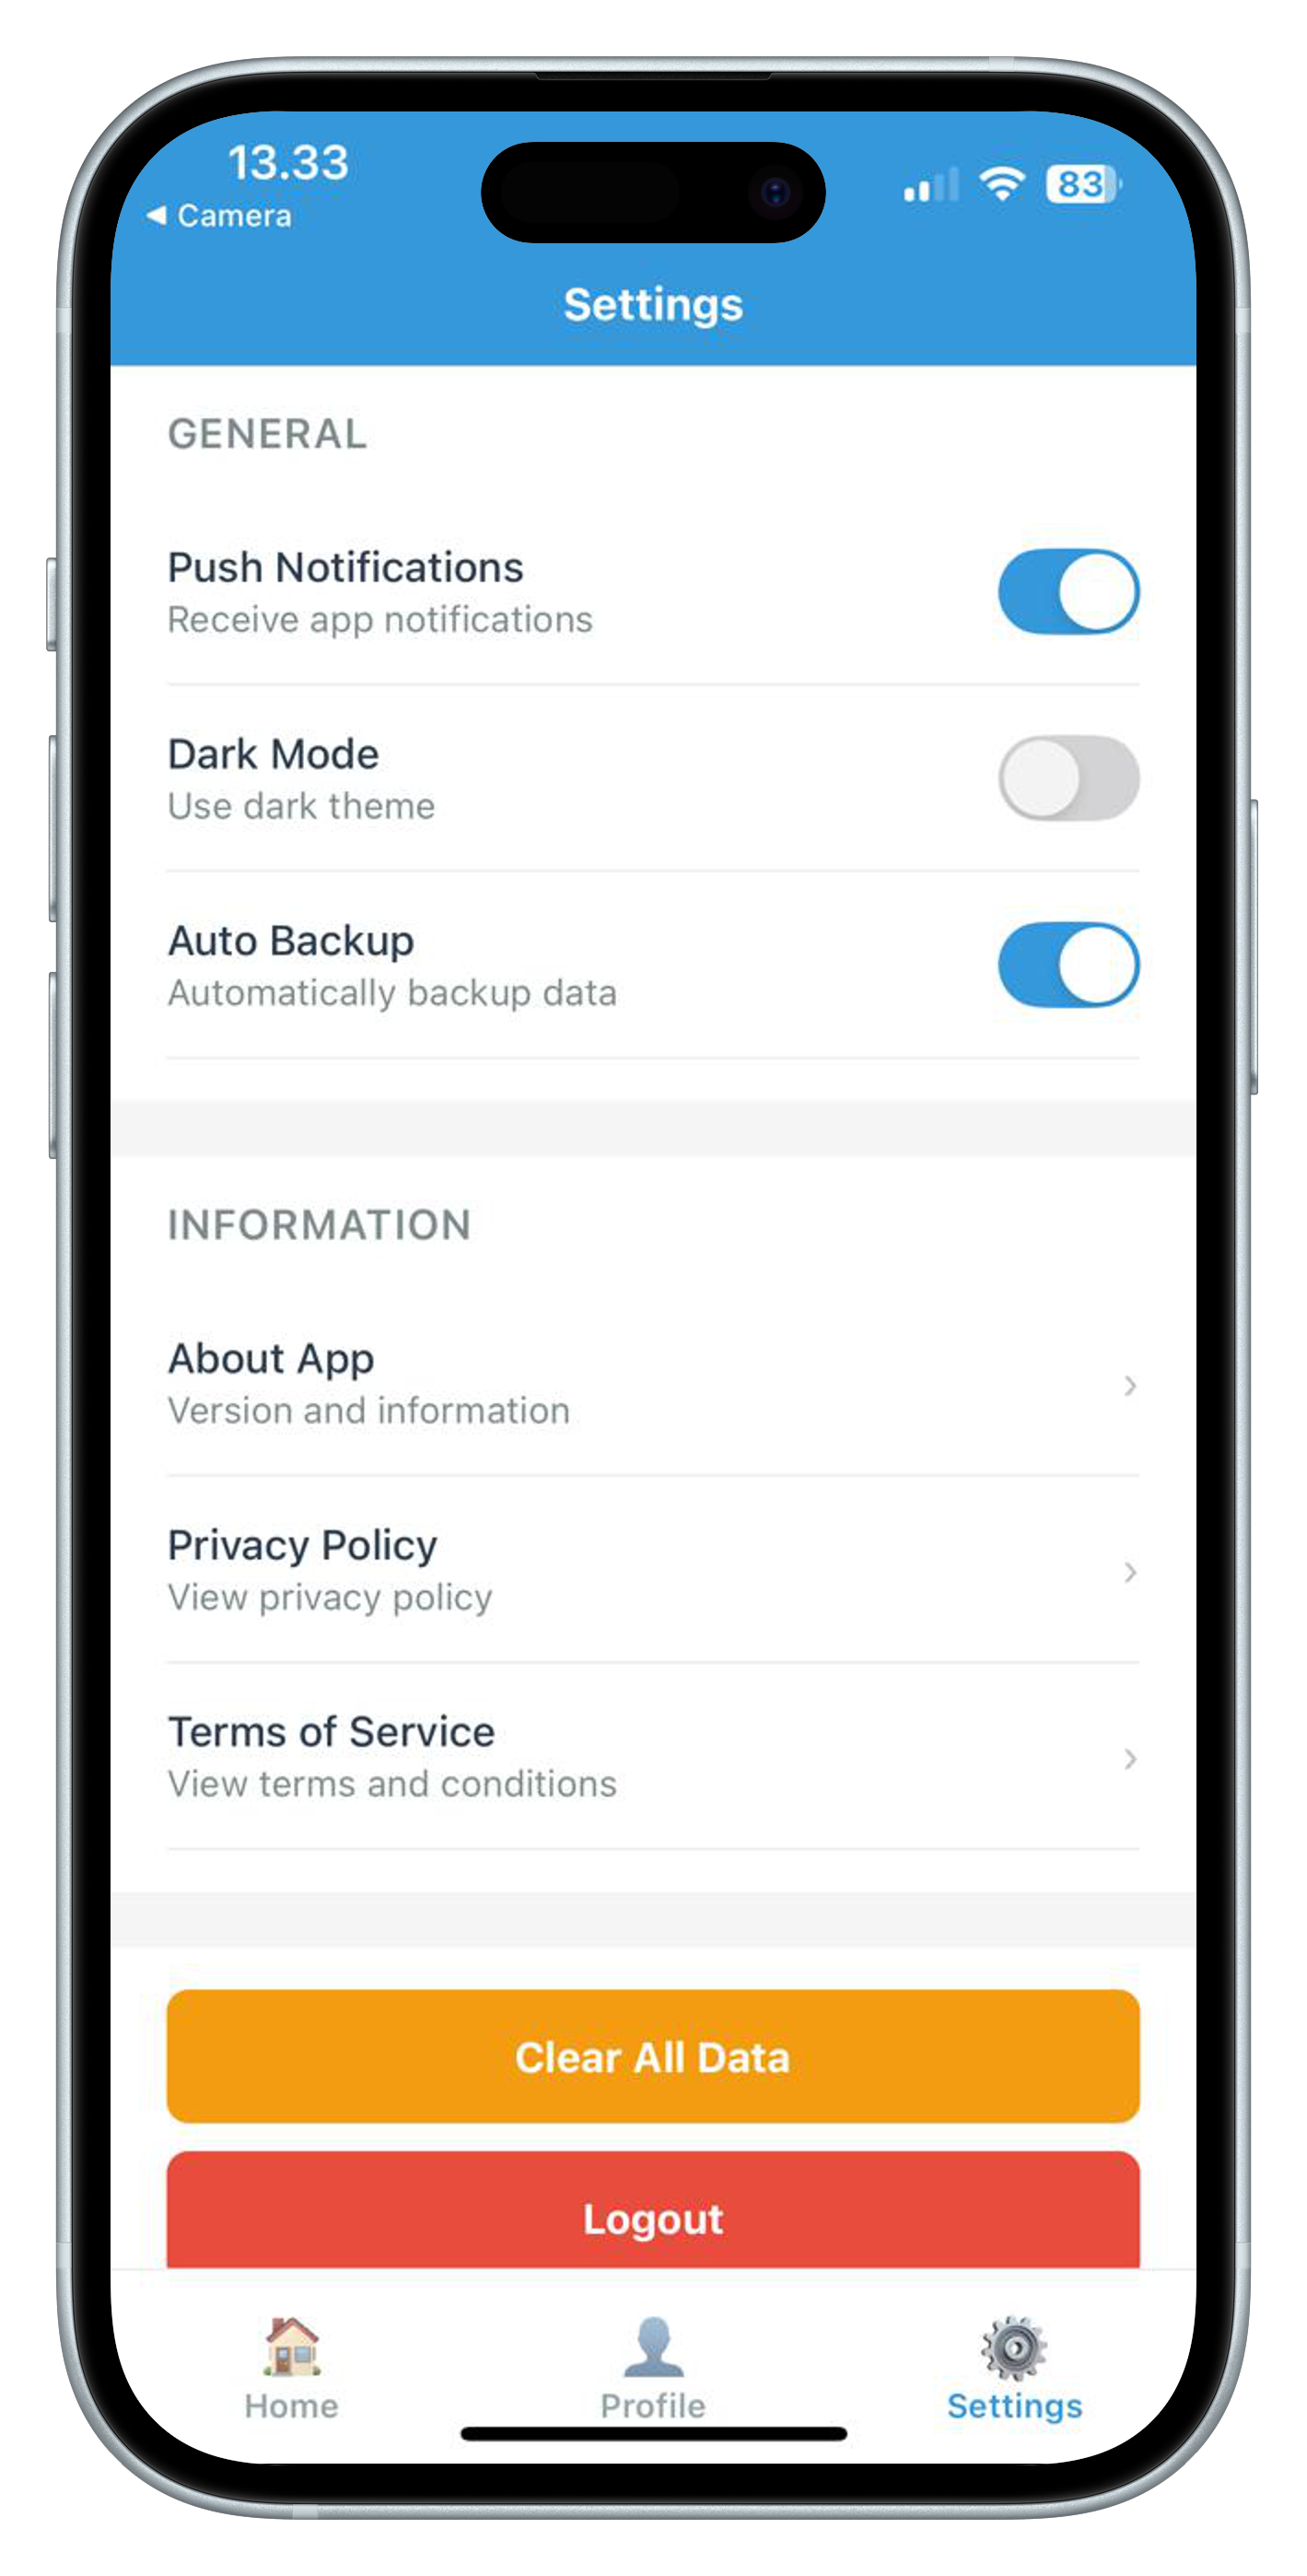 13.33
83
◀ Camera
Settings
GENERAL
Push Notifications
Receive app notifications
Dark Mode
Use dark theme
Auto Backup
Automatically backup data
INFORMATION
About App
Version and information
Privacy Policy
View privacy policy
Terms of Service
View terms and conditions
Clear All Data
Logout
Home
Profile
Settings